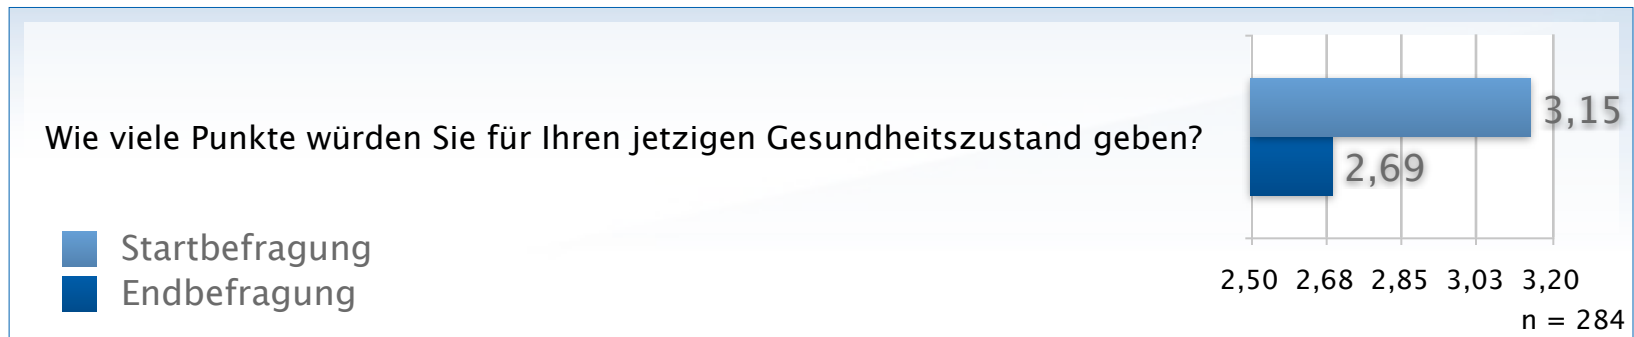 Wie viele Punkte würden Sie für Ihren jetzigen Gesundheitszustand geben?
3,15
2,69
Startbefragung
Endbefragung
2,50 2,68 2,85 3,03 3,20
n = 284